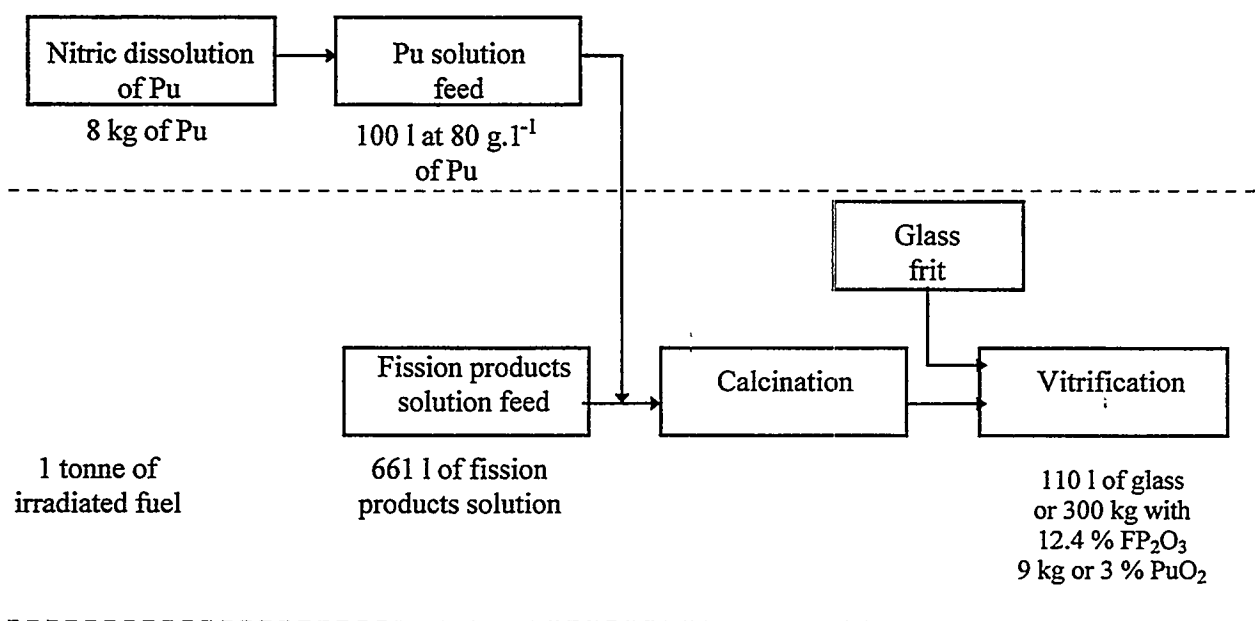 Nitric dissolution
of Pu
8 kg of Pu
Pu solution
feed
100 l at 80 g.l⁻¹
of Pu
Glass
frit
Fission products
solution feed
Calcination
Vitrification
1 tonne of
irradiated fuel
661 l of fission
products solution
110 l of glass
or 300 kg with
12.4 % FP₂O₃
9 kg or 3 % PuO₂